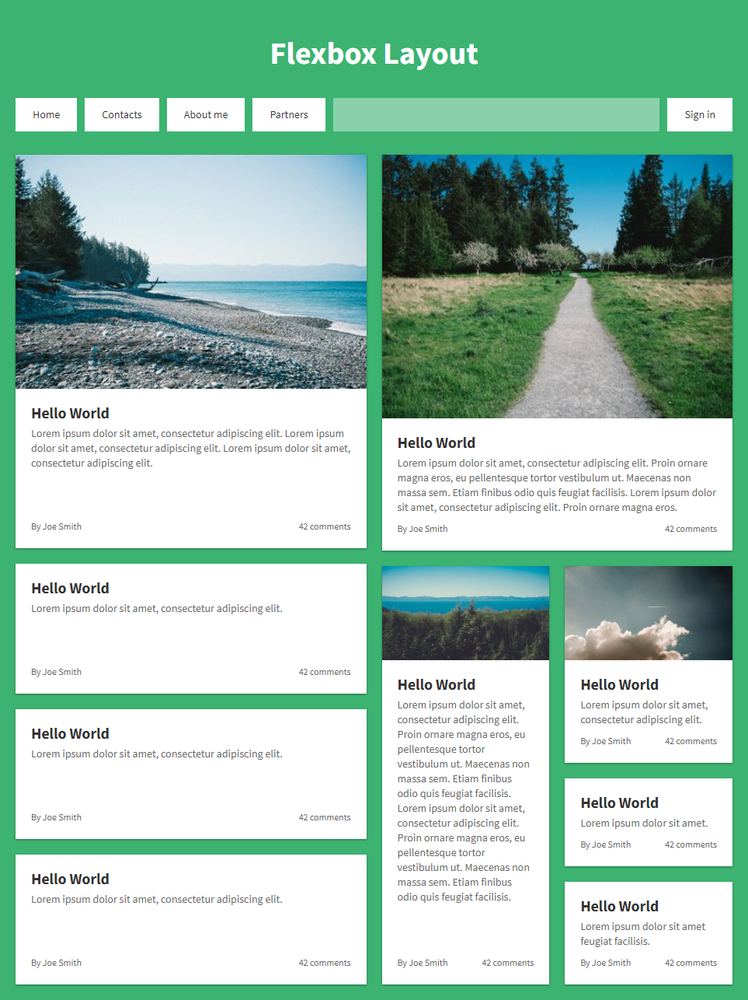 Flexbox Layout
Home
Contacts
About me
Partners
Sign in
Hello World
Lorem ipsum dolor sit amet, consectetur adipiscing elit. Lorem ipsum
dolor sit amet, consectetur adipiscing elit. Lorem ipsum dolor sit amet,
consectetur adipiscing elit.
By Joe Smith
42 comments
Hello World
Lorem ipsum dolor sit amet, consectetur adipiscing elit.
By Joe Smith
42 comments
Hello World
Lorem ipsum dolor sit amet, consectetur adipiscing elit.
By Joe Smith
42 comments
Hello World
Lorem ipsum dolor sit amet, consectetur adipiscing elit.
By Joe Smith
42 comments
Hello World
Lorem ipsum dolor sit amet, consectetur adipiscing elit. Proin ornare
magna eros, eu pellentesque tortor vestibulum ut. Maecenas non
massa sem. Etiam finibus odio quis feugiat facilisis. Lorem ipsum dolor
sit amet, consectetur adipiscing elit. Proin ornare magna eros.
By Joe Smith
42 comments
Hello World
Lorem ipsum dolor sit amet,
consectetur adipiscing elit.
Proin ornare magna eros, eu
pellentesque tortor
vestibulum ut. Maecenas non
massa sem. Etiam finibus
odio quis feugiat facilisis.
Lorem ipsum dolor sit amet,
consectetur adipiscing elit.
Proin ornare magna eros, eu
pellentesque tortor
vestibulum ut. Maecenas non
massa sem. Etiam finibus
odio quis feugiat facilisis.
By Joe Smith
42 comments
Hello World
Lorem ipsum dolor sit amet,
consectetur adipiscing elit.
By Joe Smith
42 comments
Hello World
Lorem ipsum dolor sit amet.
By Joe Smith
42 comments
Hello World
Lorem ipsum dolor sit amet
feugiat facilisis.
By Joe Smith
42 comments